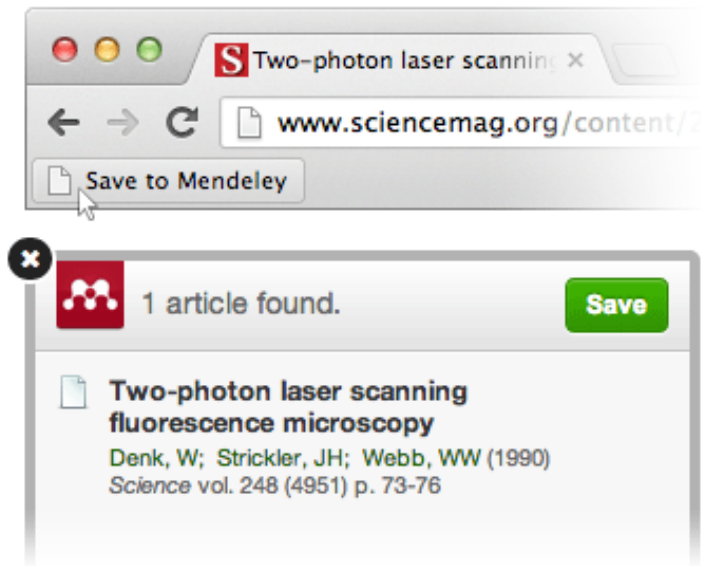 S Two-photon laser scanning
www.sciencemag.org/content/2
Save to Mendeley
1 article found.
Save
Two-photon laser scanning
fluorescence microscopy
Denk, W; Strickler, JH; Webb, WW (1990)
Science vol. 248 (4951) p. 73-76